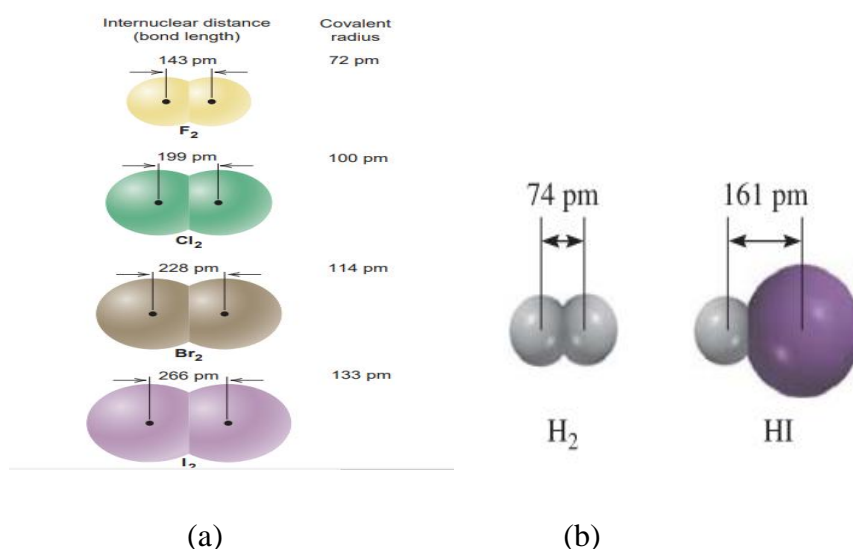 Internuclear distance Covalent
(bond length) radius
143 pm 72 pm
F₂
199 pm 100 pm
Cl₂
228 pm 114 pm
Br₂
266 pm 133 pm
I₂
74 pm 161 pm
H₂ HI
(a) (b)